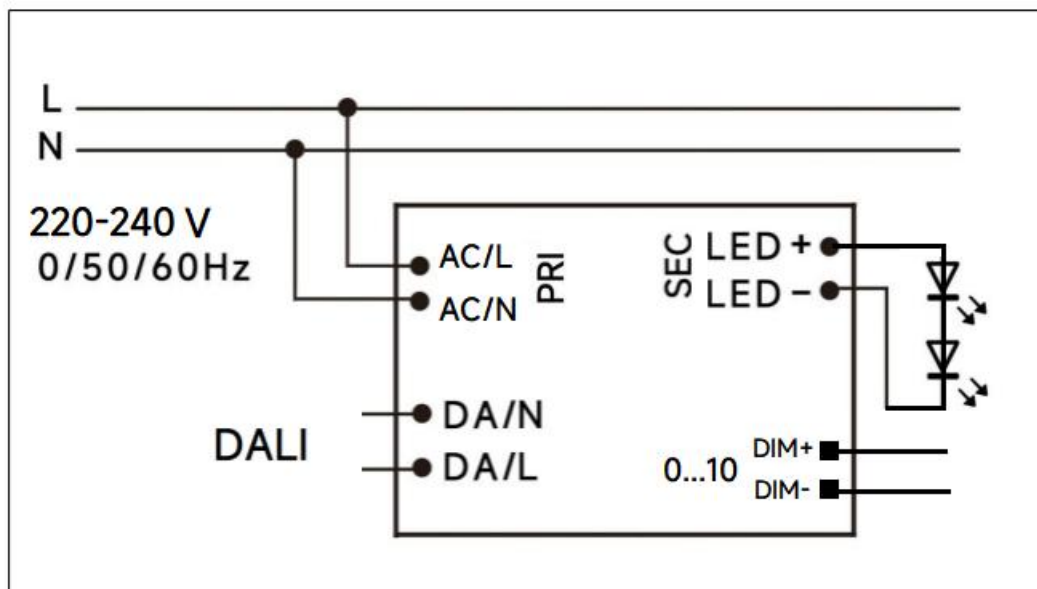 L
N
220-240 V
0/50/60Hz
AC/L
AC/N
PRI
SEC
LED +
LED −
DALI
DA/N
DA/L
0...10
DIM+
DIM-